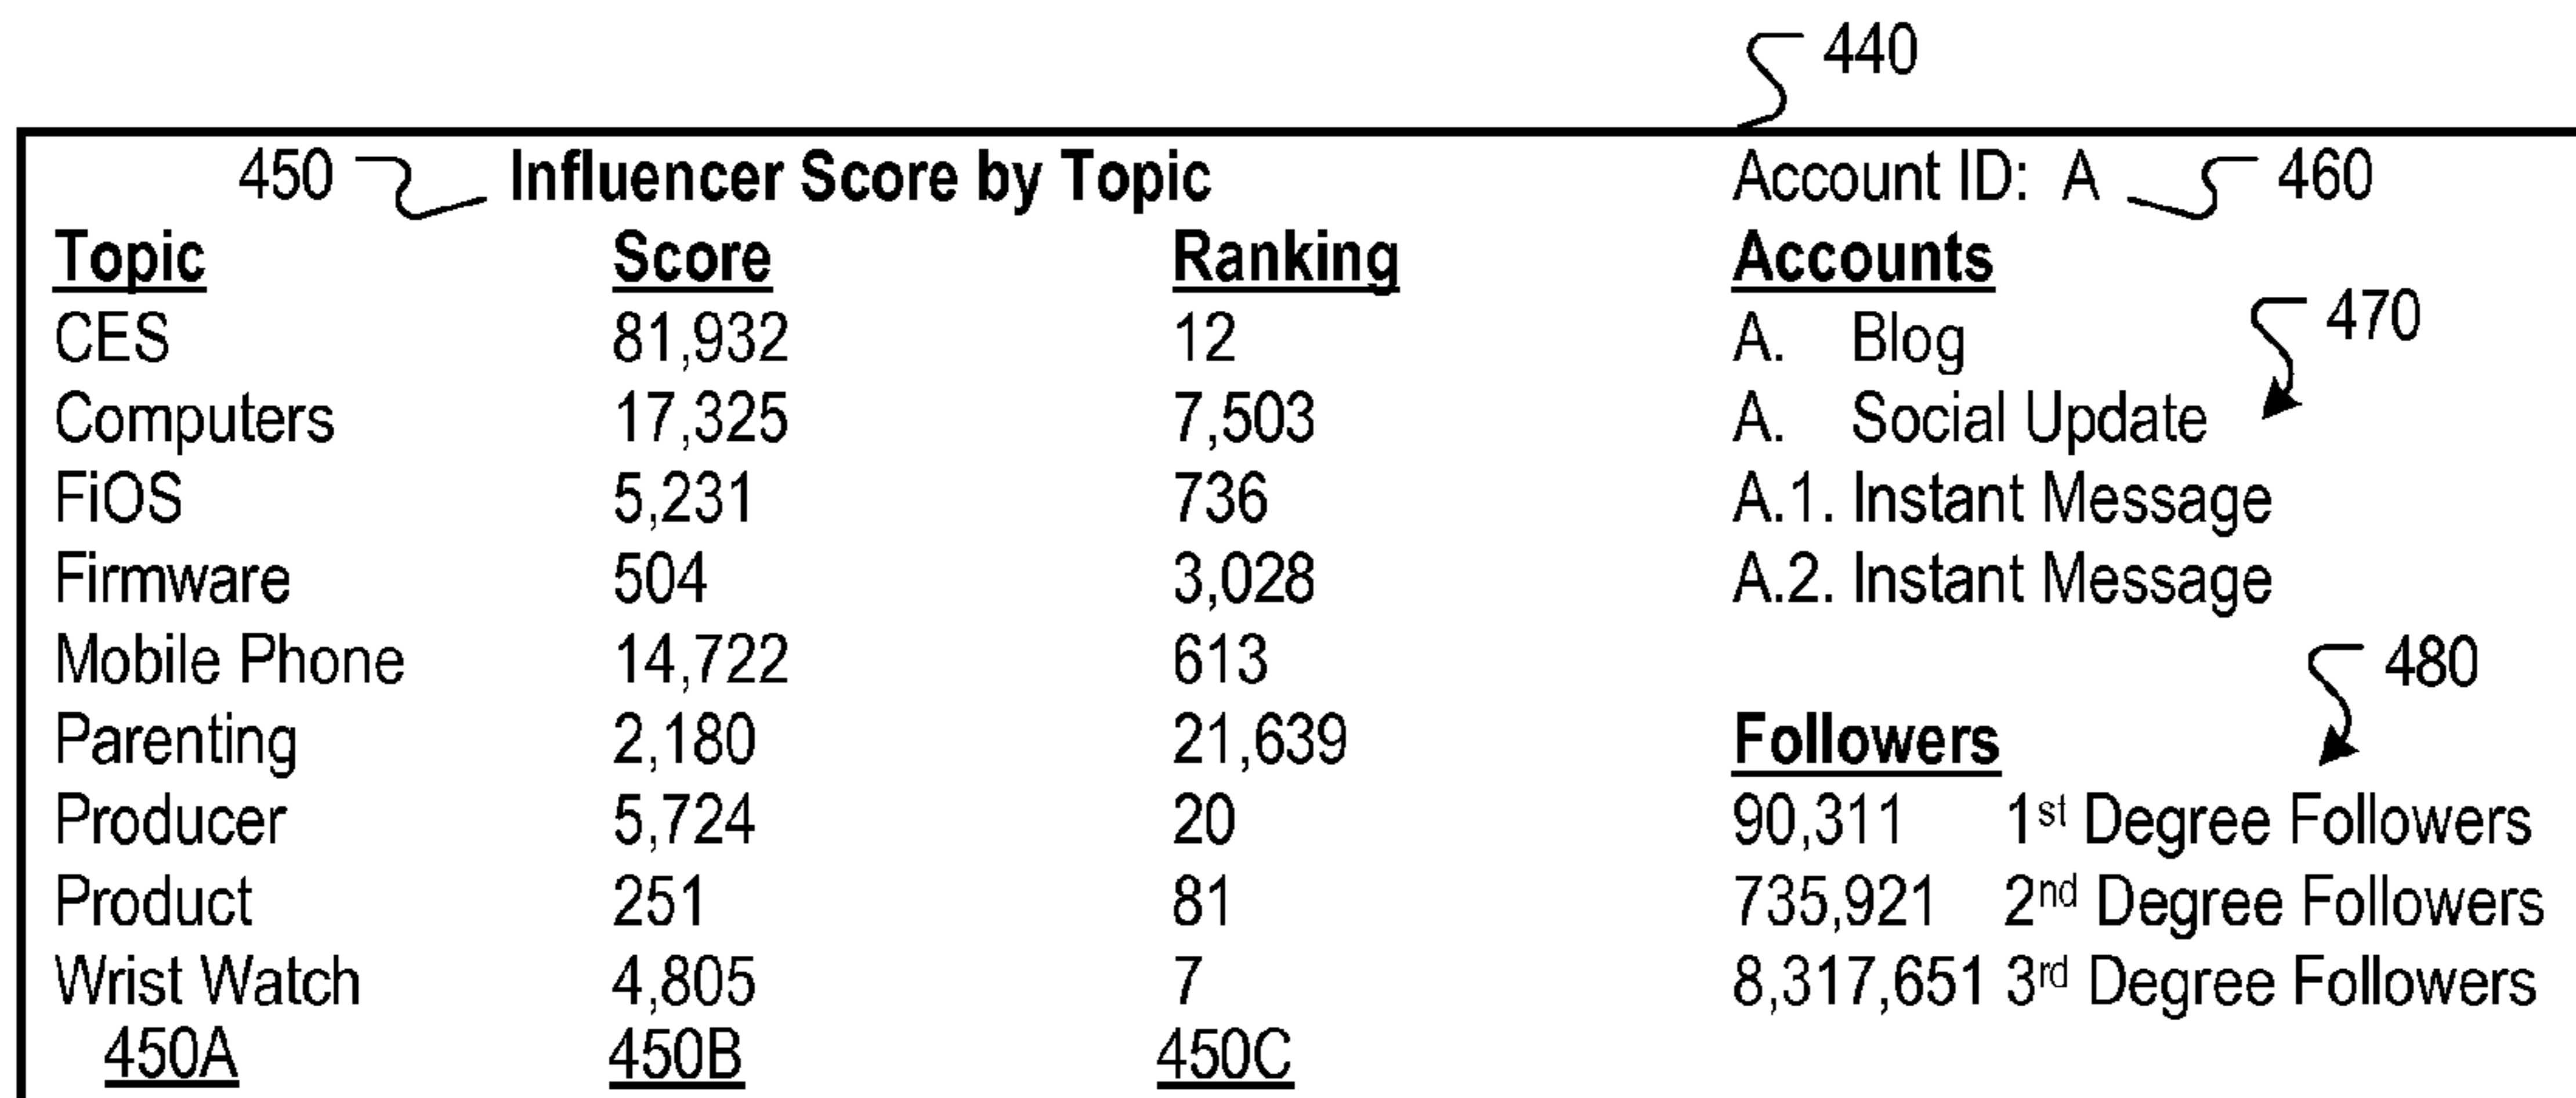 440
450 Influencer Score by Topic Account ID: A 460
Topic Score Ranking Accounts
CES 81,932 12 A. Blog 470
Computers 17,325 7,503 A. Social Update
FiOS 5,231 736 A.1. Instant Message
Firmware 504 3,028 A.2. Instant Message
Mobile Phone 14,722 613 480
Parenting 2,180 21,639 Followers
Producer 5,724 20 90,311 1st Degree Followers
Product 251 81 735,921 2nd Degree Followers
Wrist Watch 4,805 7 8,317,651 3rd Degree Followers
450A 450B 450C